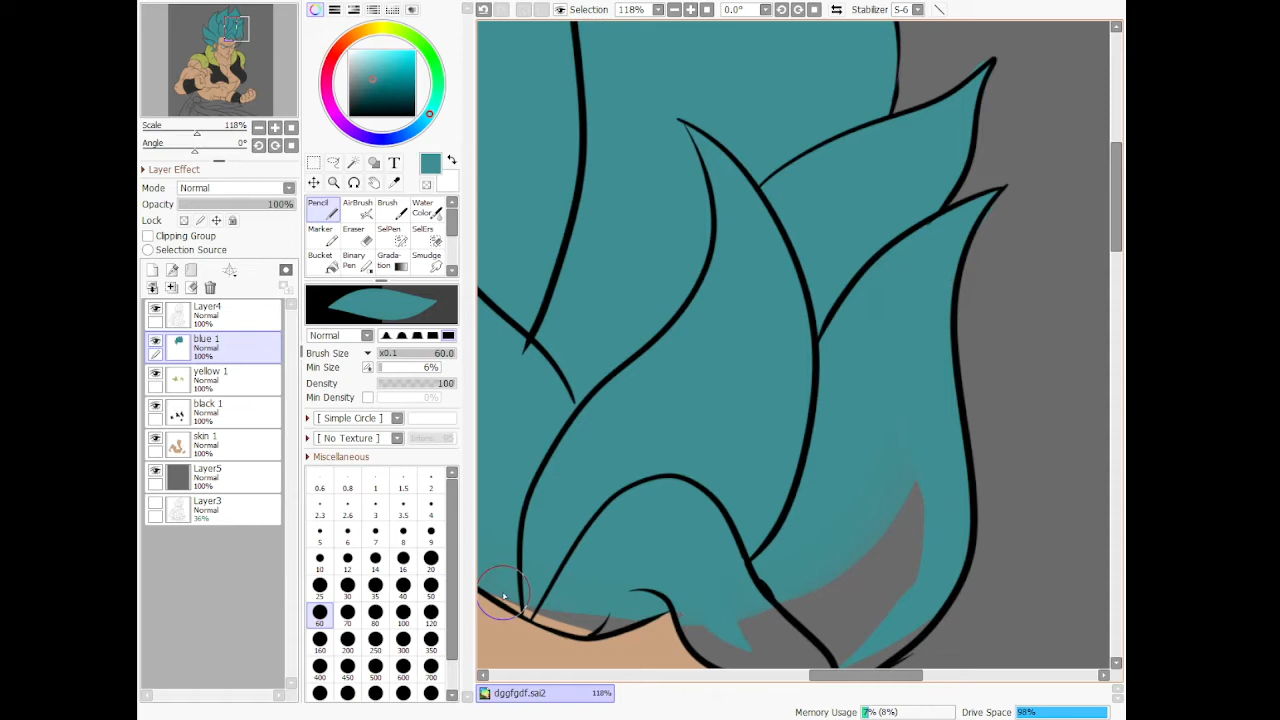 Selection 118% 0.0° Stabilizer S-6
Scale 118%
Angle 0°
Layer Effect
Mode Normal
Opacity 100%
Lock
Clipping Group
Selection Source
Layer4
Normal
100%
blue 1
Normal
100%
yellow 1
Normal
100%
black 1
Normal
100%
skin 1
Normal
100%
Layer5
Normal
100%
Layer3
Normal
36%
T
Pencil AirBrush Brush Water Color
Marker Eraser SelPen SelErs
Bucket Binary Pen Grada-tion Smudge
Normal
Brush Size x0.1 60.0
Min Size 6%
Density 100
Min Density 0%
[ Simple Circle ]
[ No Texture ] 95
Miscellaneous
0.6 0.8 1 1.5 2
2.3 2.6 3 3.5 4
5 6 7 8 9
10 12 14 16 20
25 30 35 40 50
60 70 80 100 120
160 200 250 300 350
400 450 500 600 700
dggfgdf.sai2 118%
Memory Usage 7% (8%) Drive Space 98%